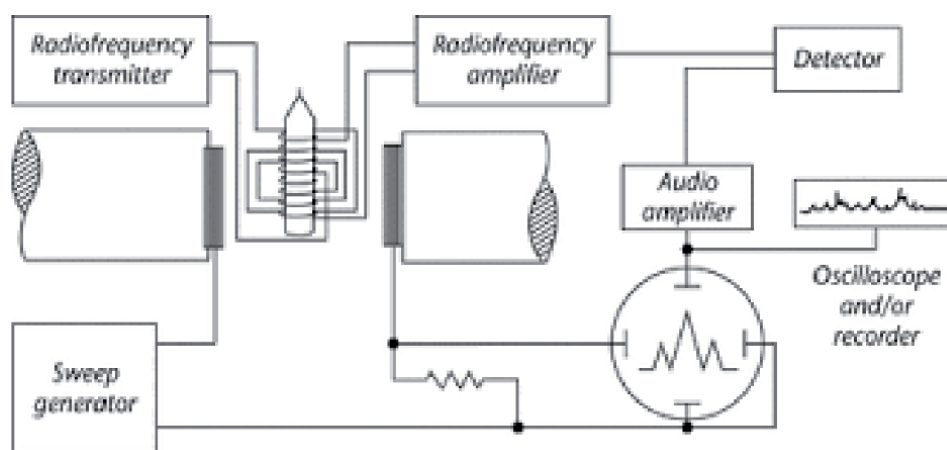 Radiofrequency
transmitter
Radiofrequency
amplifier
Detector
Audio
amplifier
Oscilloscope
and/or
recorder
Sweep
generator